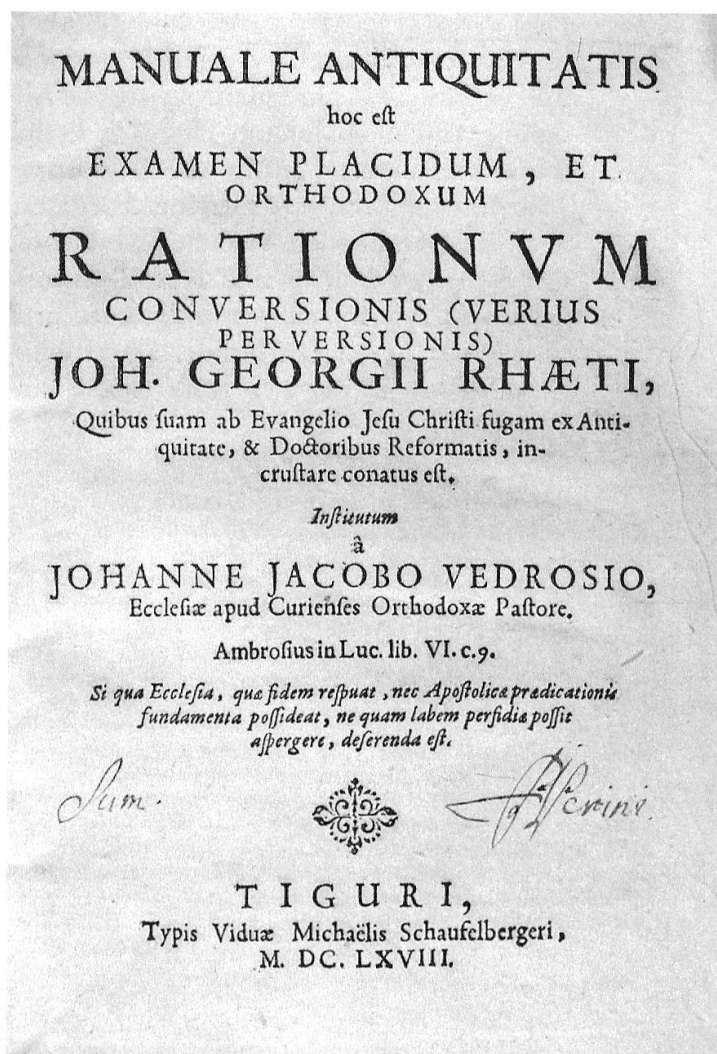 MANUALE ANTIQUITATIS
hoc eſt
EXAMEN PLACIDUM, ET
ORTHODOXUM
RATIONVM
CONVERSIONIS (VERIUS
PERVERSIONIS)
JOH. GEORGII RHÆTI,
Quibus ſuam ab Evangelio Jeſu Chriſti fugam ex Anti-
quitate, & Doctoribus Reformatis, in-
cruſtare conatus eſt.
Inſtitutum
â
JOHANNE JACOBO VEDROSIO,
Eccleſiæ apud Curienſes Orthodoxæ Paſtore.
Ambroſius in Luc. lib. VI. c. 9.
Si qua Eccleſia, quæ fidem reſpuat, nec Apoſtolicæ prædicationis
fundamenta poſſideat, ne quam labem perfidiæ poſſit
aſpergere, deſerenda eſt.
Sum.
TIGURI,
Typis Viduæ Michaëlis Schaufelbergeri,
M. DC. LXVIII.